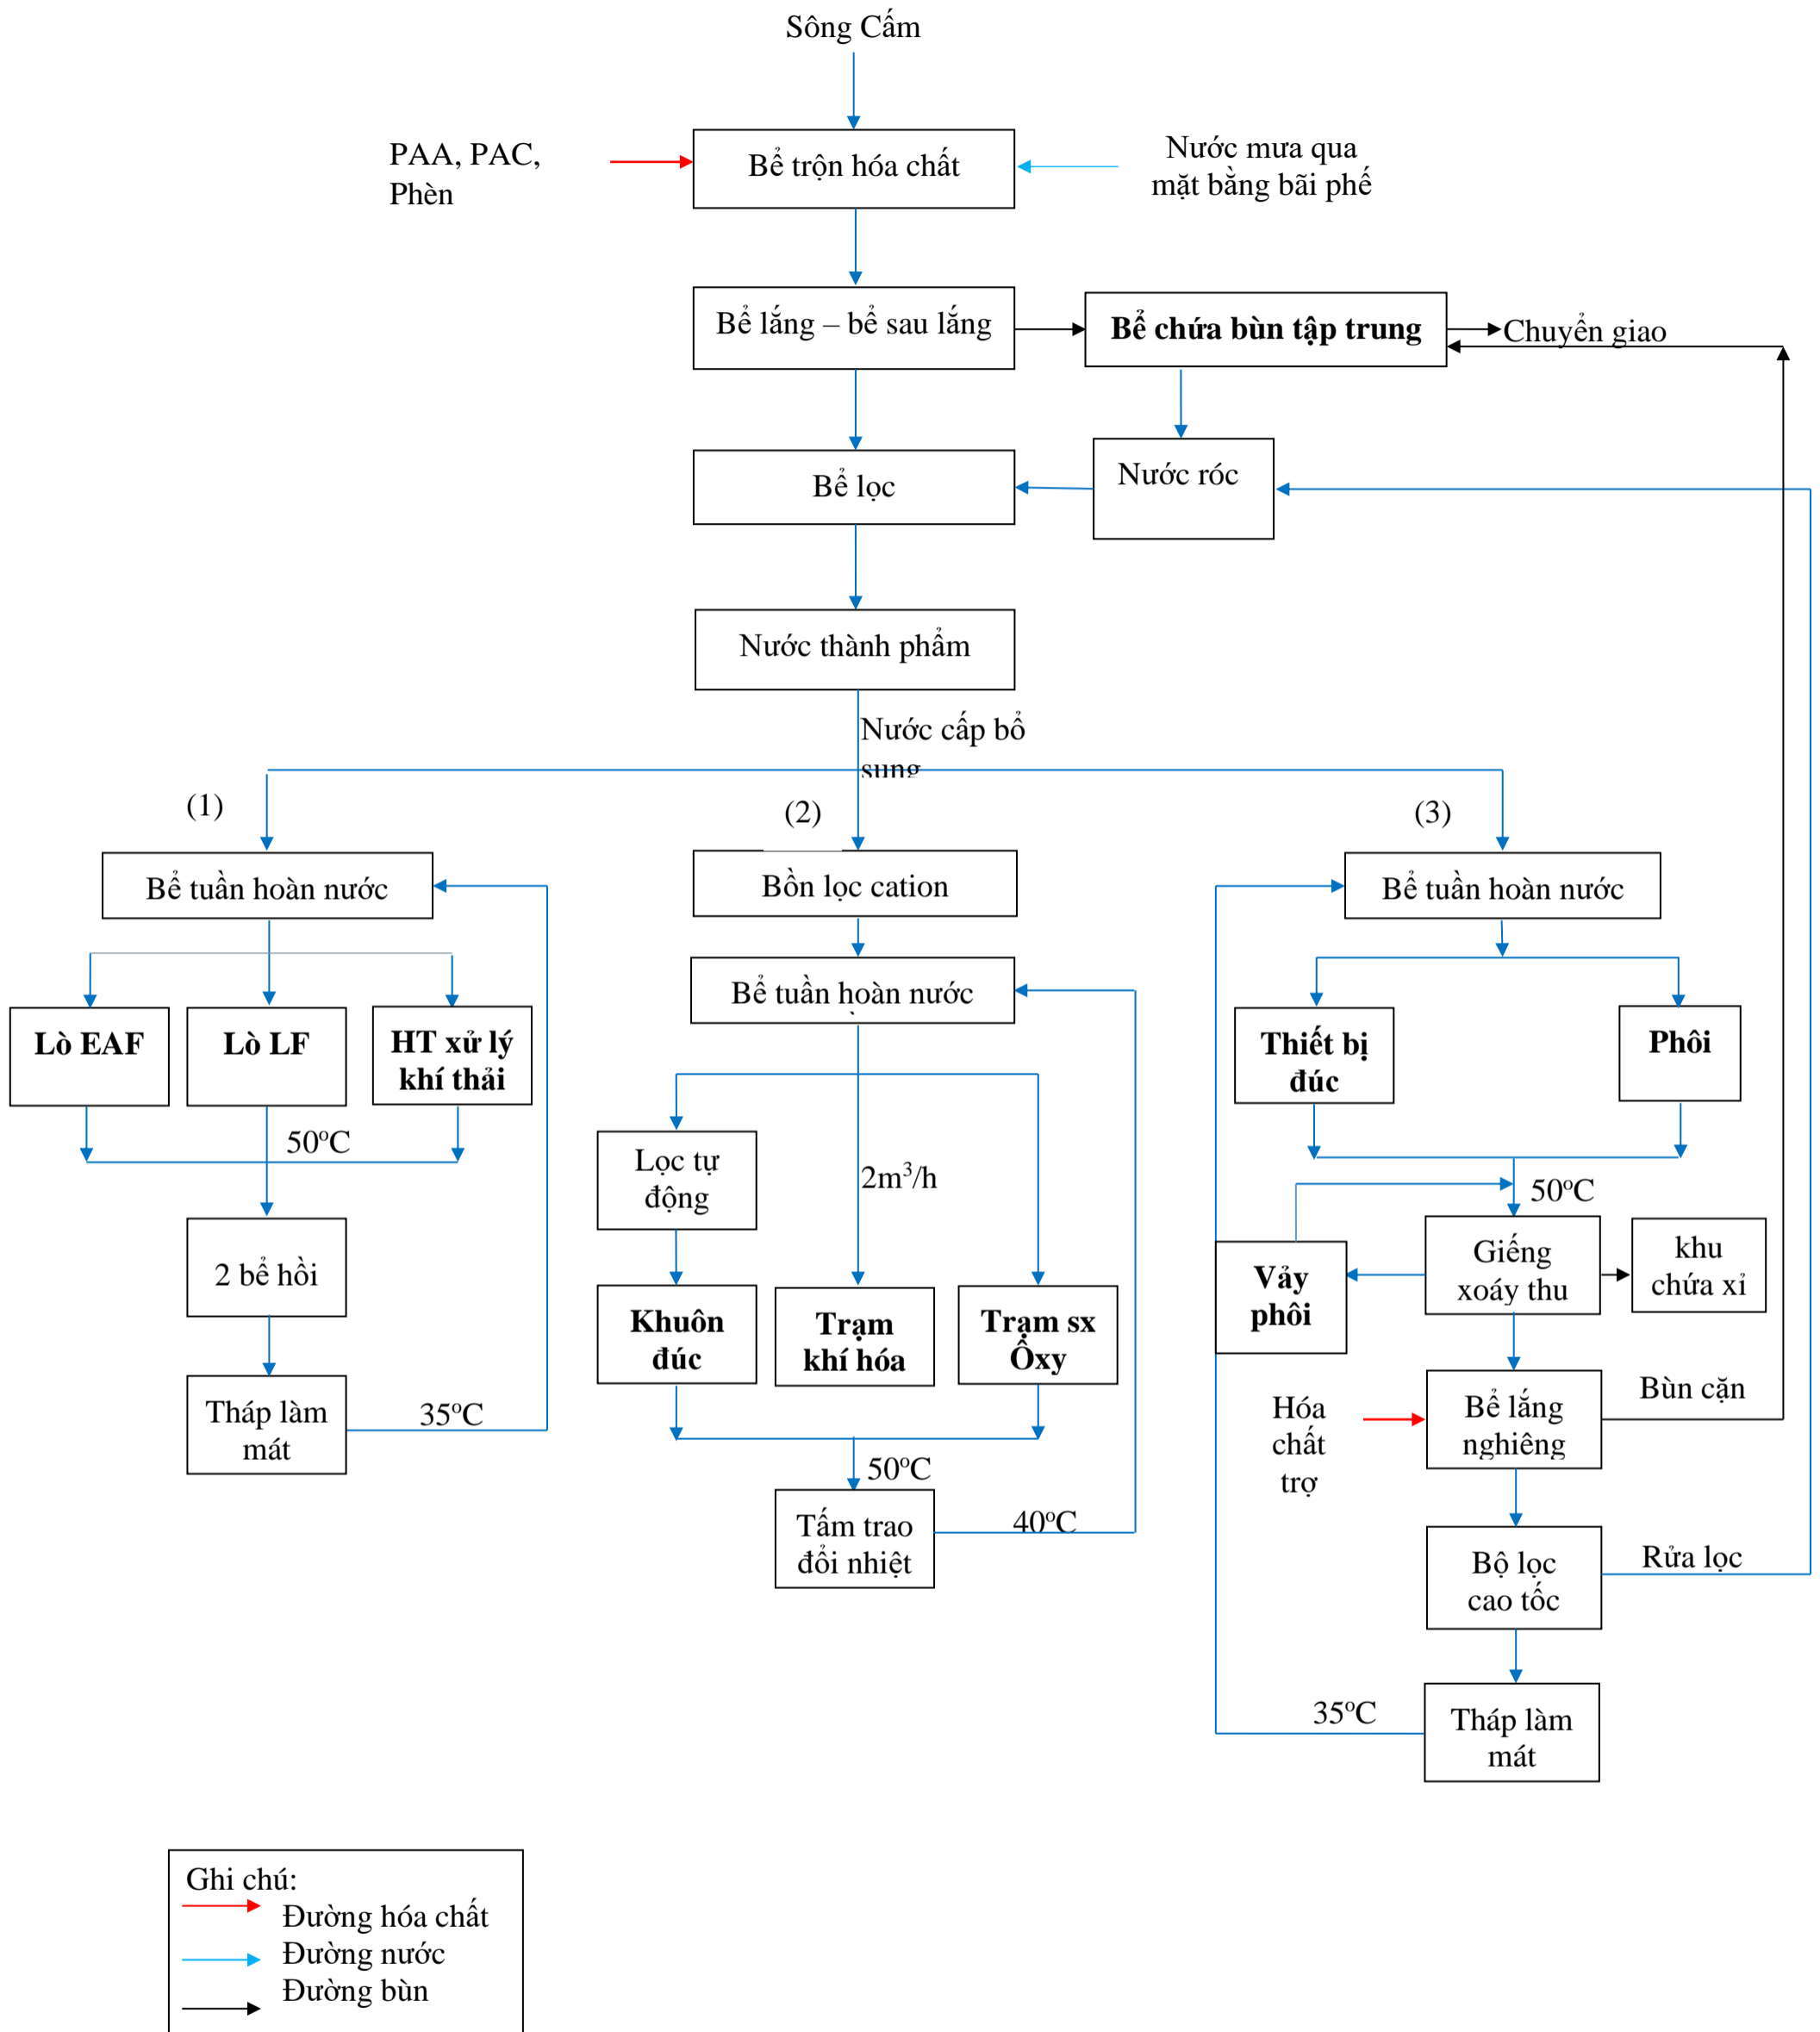 Sông Cấm
PAA, PAC,
Phèn
Bể trộn hóa chất
Nước mưa qua
mặt bằng bãi phế
Bể lắng – bể sau lắng
Bể chứa bùn tập trung
Chuyển giao
Bể lọc
Nước róc
Nước thành phẩm
Nước cấp bổ
sung
(1)
(2)
(3)
Bể tuần hoàn nước
Bồn lọc cation
Bể tuần hoàn nước
Bể tuần hoàn nước
Lò EAF
Lò LF
HT xử lý
khí thải
Thiết bị
đúc
Phôi
50ºC
Lọc tự
động
2m³/h
50ºC
2 bể hồi
Vảy
phôi
Giếng
xoáy thu
khu
chứa xỉ
Khuôn
đúc
Trạm
khí hóa
Trạm sx
Ôxy
Tháp làm
mát
35ºC
Hóa
chất
trợ
Bể lắng
nghiêng
Bùn cặn
50ºC
Tấm trao
đổi nhiệt
40ºC
Bộ lọc
cao tốc
Rửa lọc
35ºC
Tháp làm
mát
Ghi chú:
Đường hóa chất
Đường nước
Đường bùn